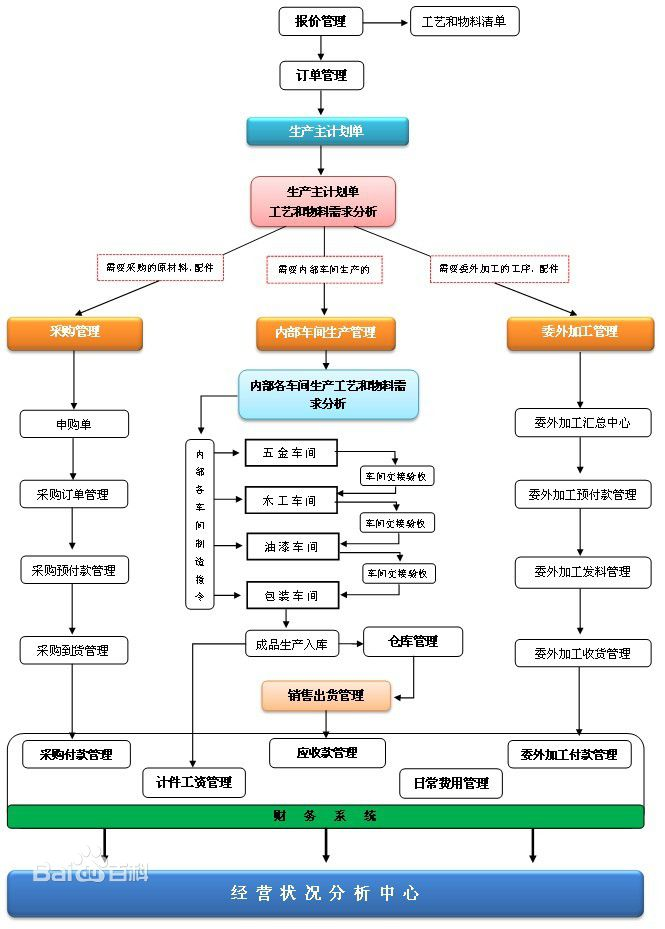 报价管理
工艺和物料清单
订单管理
生产主计划单
生产主计划单
工艺和物料需求分析
需要采购的原材料、配件
需要内部车间生产的
需要委外加工的工序、配件
采购管理
内部车间生产管理
委外加工管理
内部各车间生产工艺和物料需
求分析
申购单
采购订单管理
采购预付款管理
采购到货管理
内部各车间制造指令
五金车间
车间交接验收
木工车间
车间交接验收
油漆车间
车间交接验收
包装车间
成品生产入库
仓库管理
销售出货管理
委外加工汇总中心
委外加工预付款管理
委外加工发料管理
委外加工收货管理
采购付款管理
应收款管理
委外加工付款管理
计件工资管理
日常费用管理
财务系统
Baidu百科
经营状况分析中心